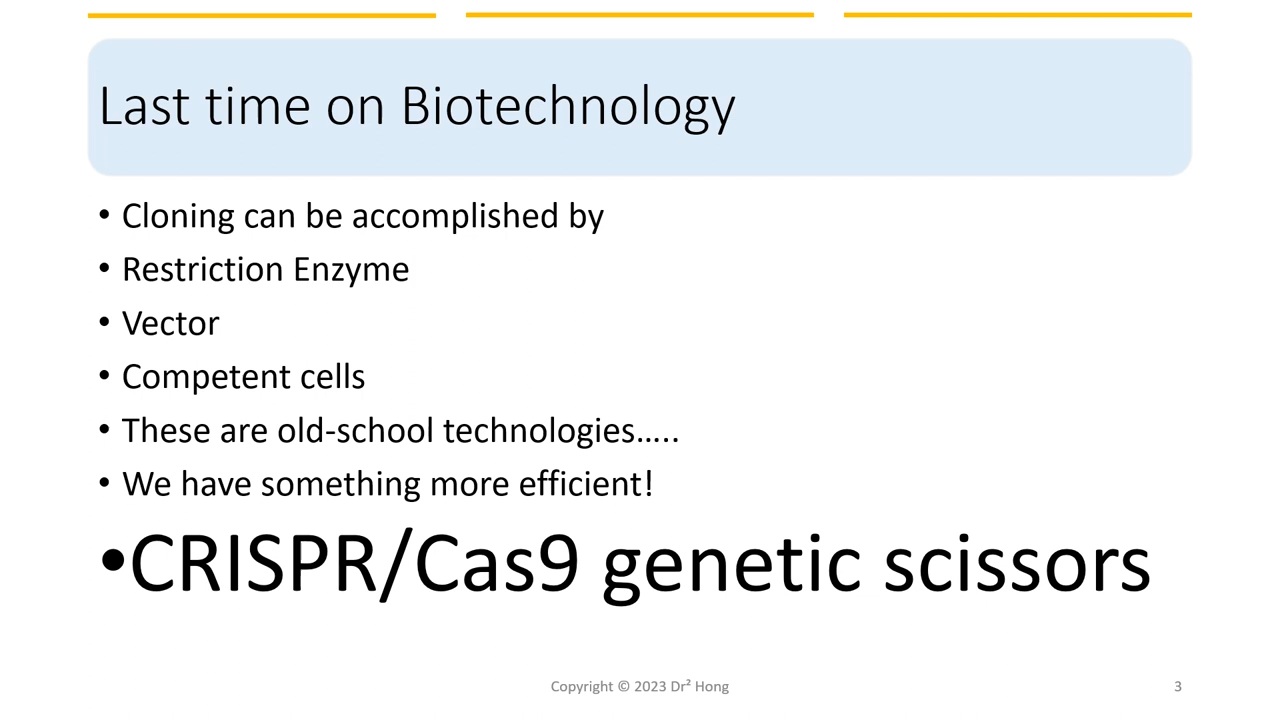 Last time on Biotechnology
• Cloning can be accomplished by
• Restriction Enzyme
• Vector
• Competent cells
• These are old-school technologies.....
• We have something more efficient!
•CRISPR/Cas9 genetic scissors
Copyright © 2023 Dr² Hong
3